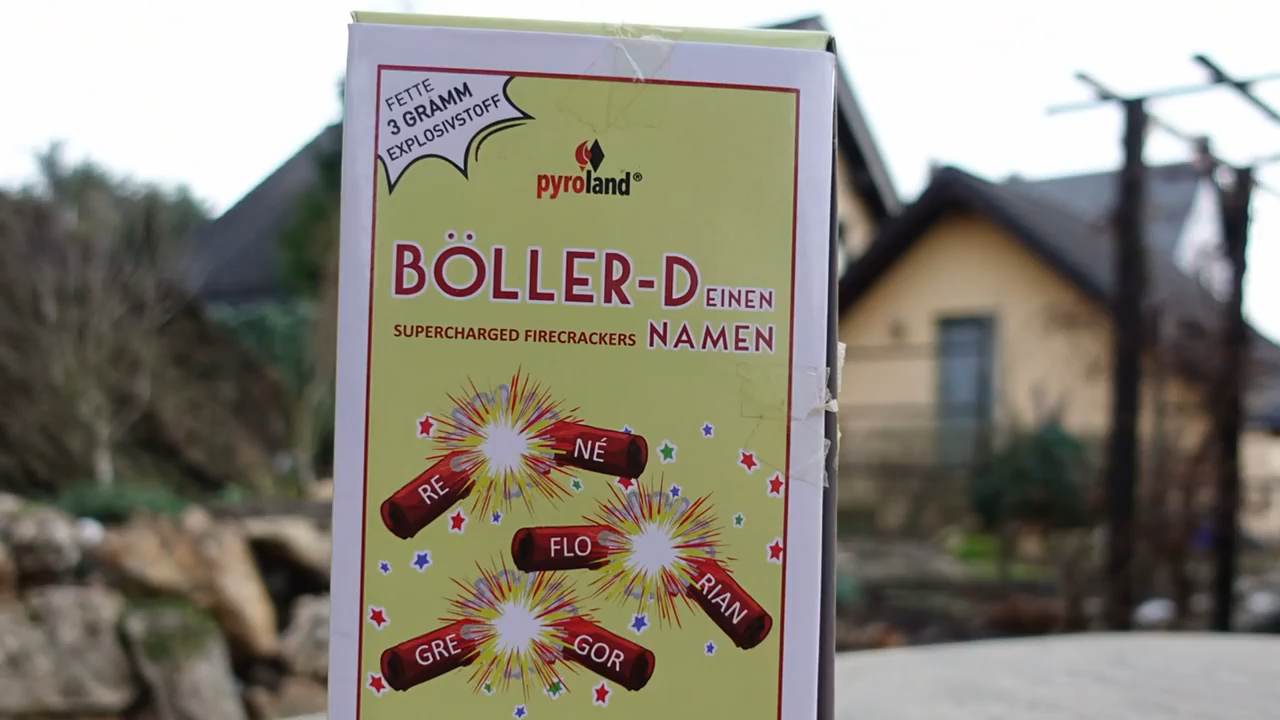 FETTE
3 GRAMM
EXPLOSIVSTOFF
pyroland®
BÖLLER-DEINEN
SUPERCHARGED FIRECRACKERS NAMEN
RE NÉ
FLO RIAN
GRE GOR